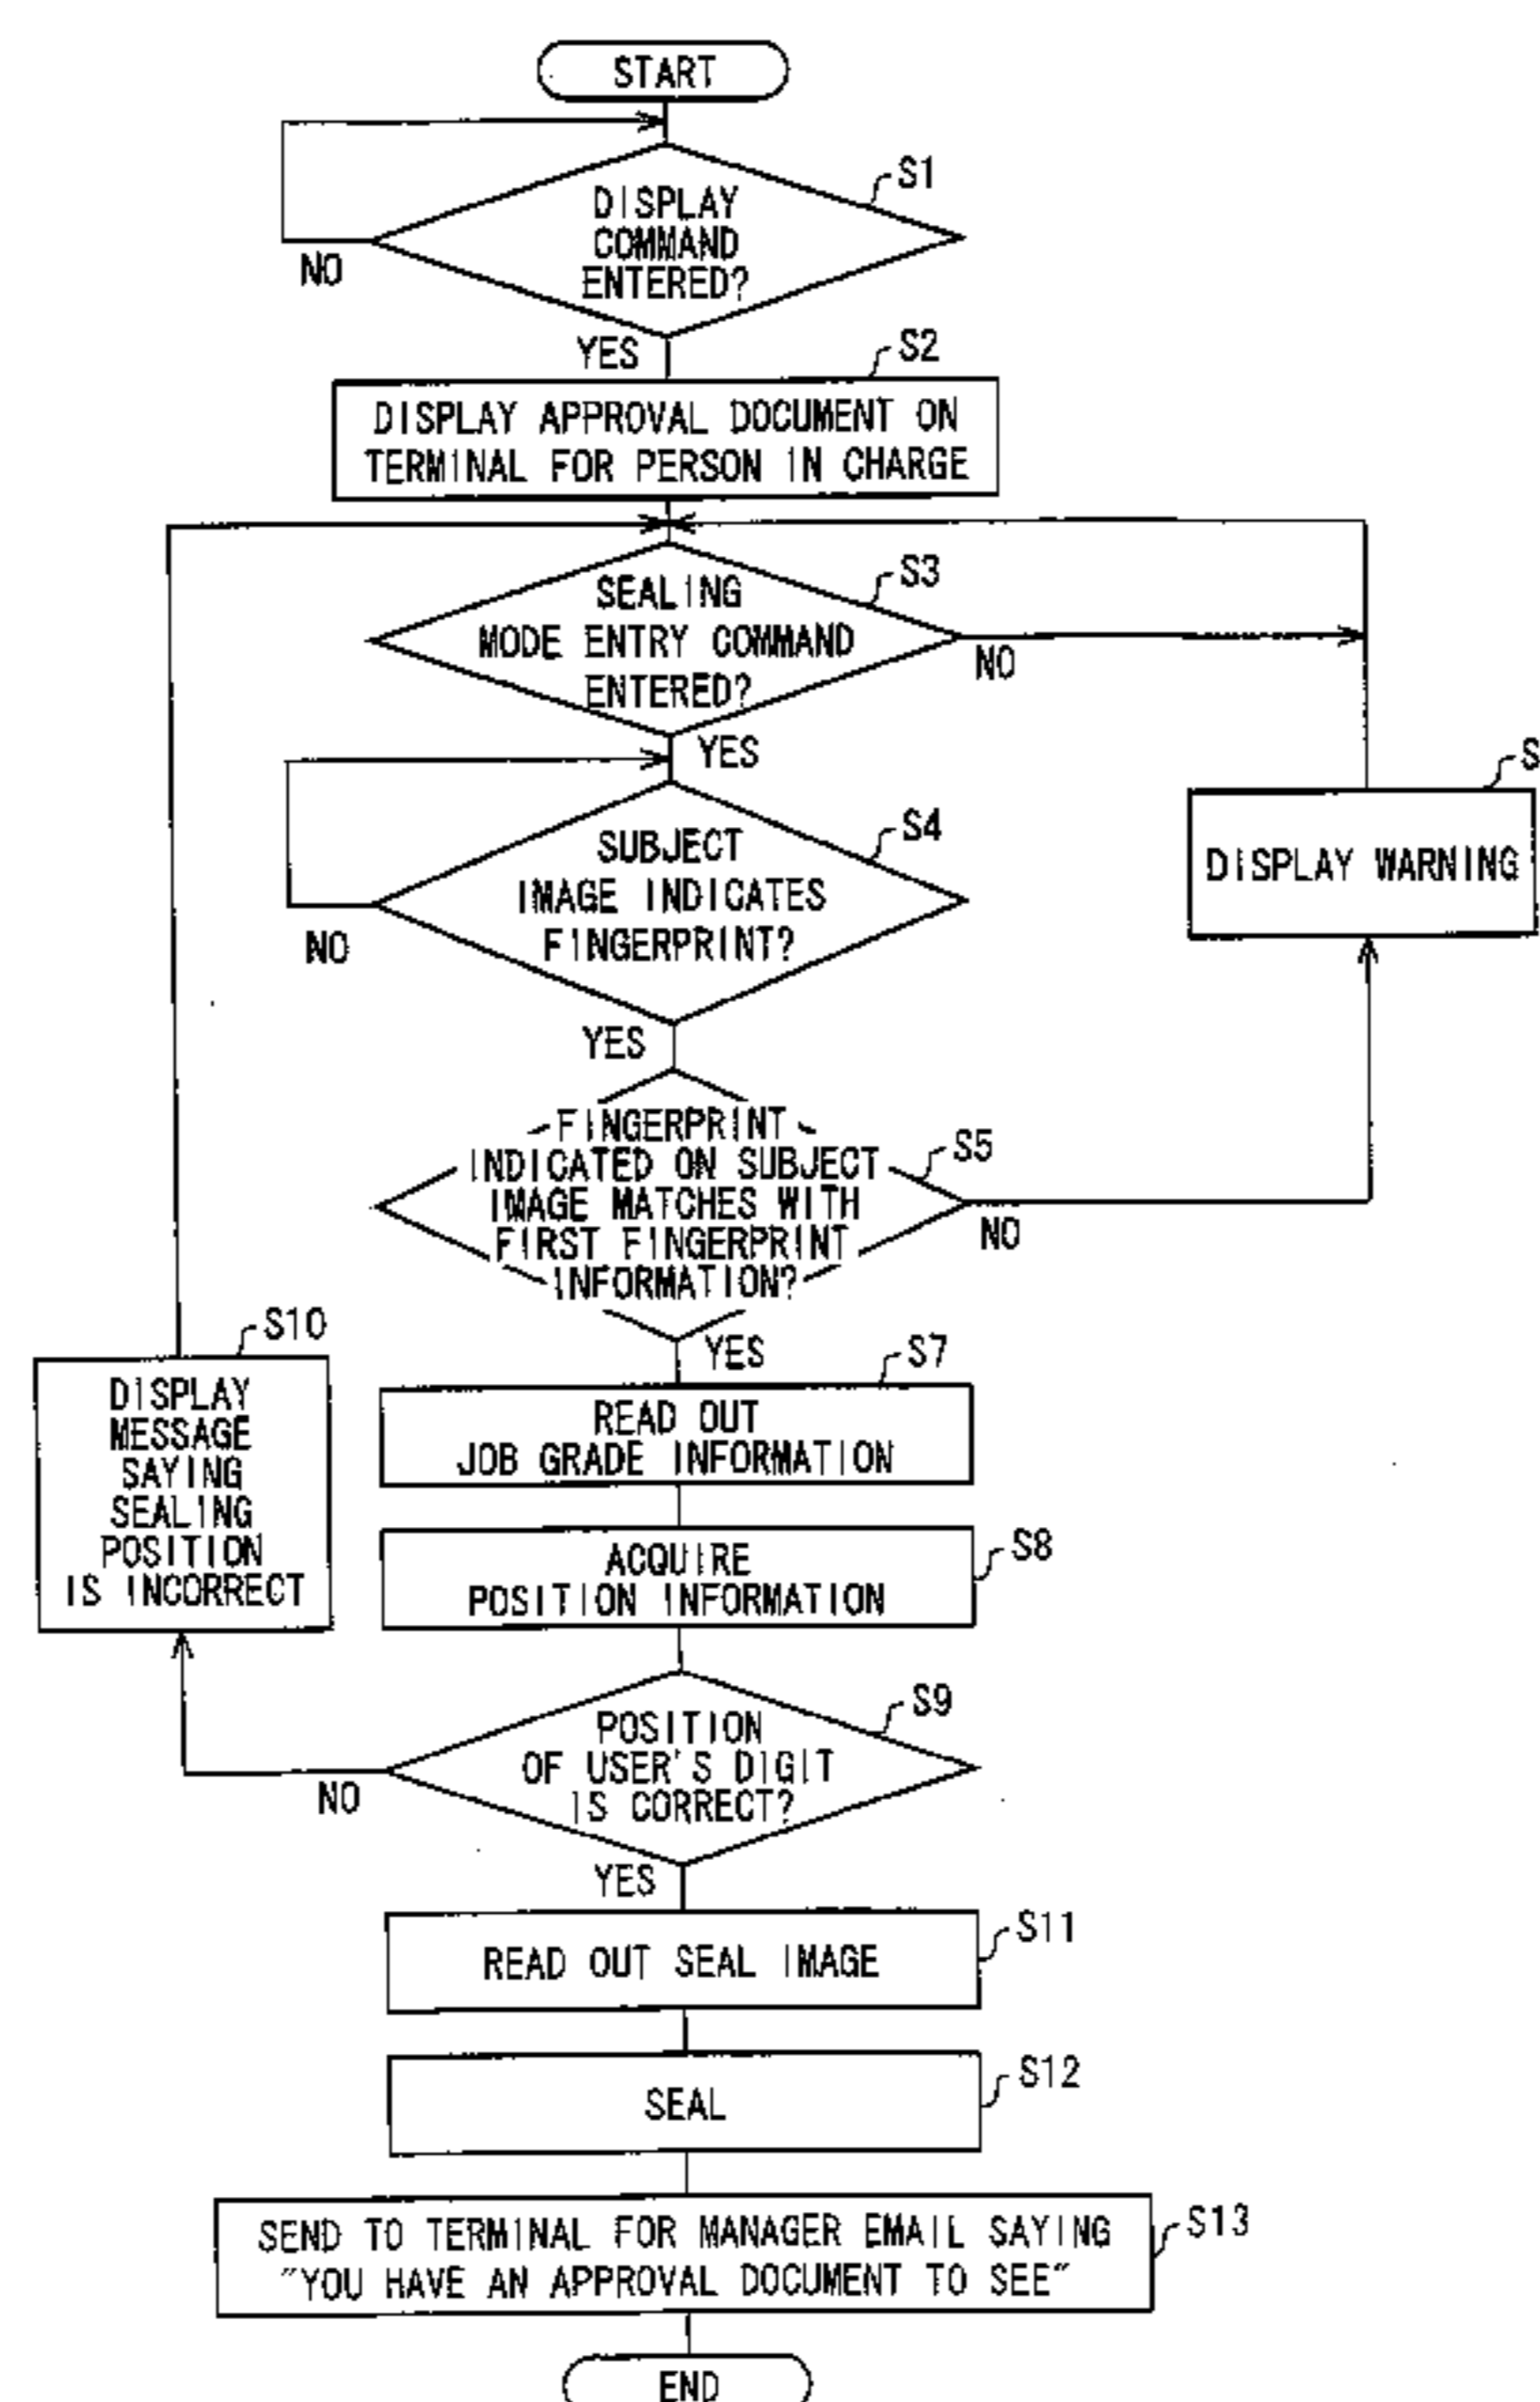 START
S1
DISPLAY
COMMAND
ENTERED?
NO
YES
S2
DISPLAY APPROVAL DOCUMENT ON
TERMINAL FOR PERSON IN CHARGE
S3
SEALING
MODE ENTRY COMMAND
ENTERED?
NO
YES
S4
SUBJECT
IMAGE INDICATES
FINGERPRINT?
NO
YES
S
DISPLAY WARNING
S5
FINGERPRINT
INDICATED ON SUBJECT
IMAGE MATCHES WITH
FIRST FINGERPRINT
INFORMATION?
NO
YES
S10
DISPLAY
MESSAGE
SAYING
SEALING
POSITION
IS INCORRECT
S7
READ OUT
JOB GRADE INFORMATION
S8
ACQUIRE
POSITION INFORMATION
S9
POSITION
OF USER'S DIGIT
IS CORRECT?
NO
YES
S11
READ OUT SEAL IMAGE
S12
SEAL
S13
SEND TO TERMINAL FOR MANAGER EMAIL SAYING
"YOU HAVE AN APPROVAL DOCUMENT TO SEE"
END